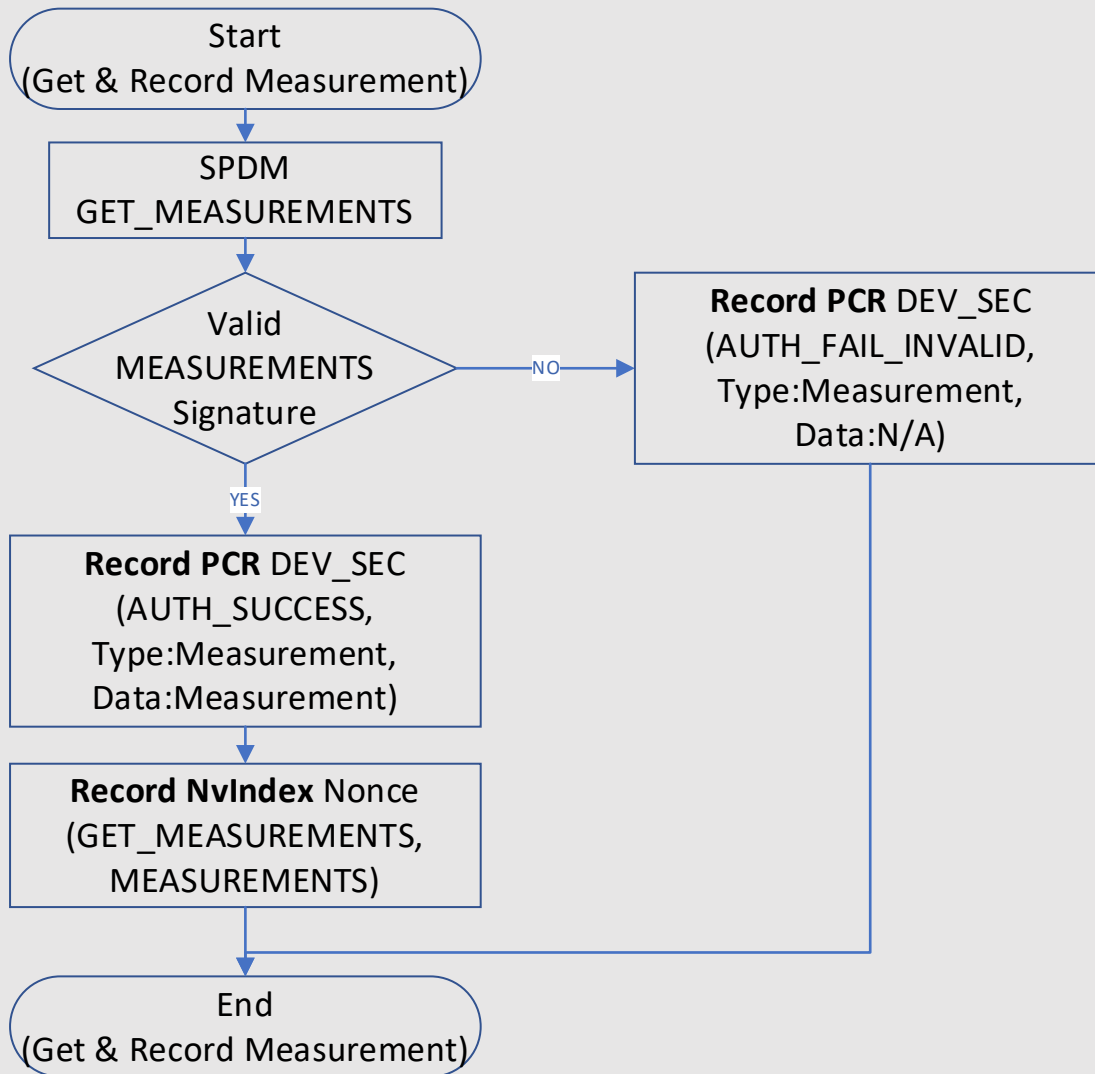 Start
(Get & Record Measurement)
SPDM
GET_MEASUREMENTS
Valid
MEASUREMENTS
Signature
NO
Record PCR DEV_SEC
(AUTH_FAIL_INVALID,
Type:Measurement,
Data:N/A)
YES
Record PCR DEV_SEC
(AUTH_SUCCESS,
Type:Measurement,
Data:Measurement)
Record NvIndex Nonce
(GET_MEASUREMENTS,
MEASUREMENTS)
End
(Get & Record Measurement)